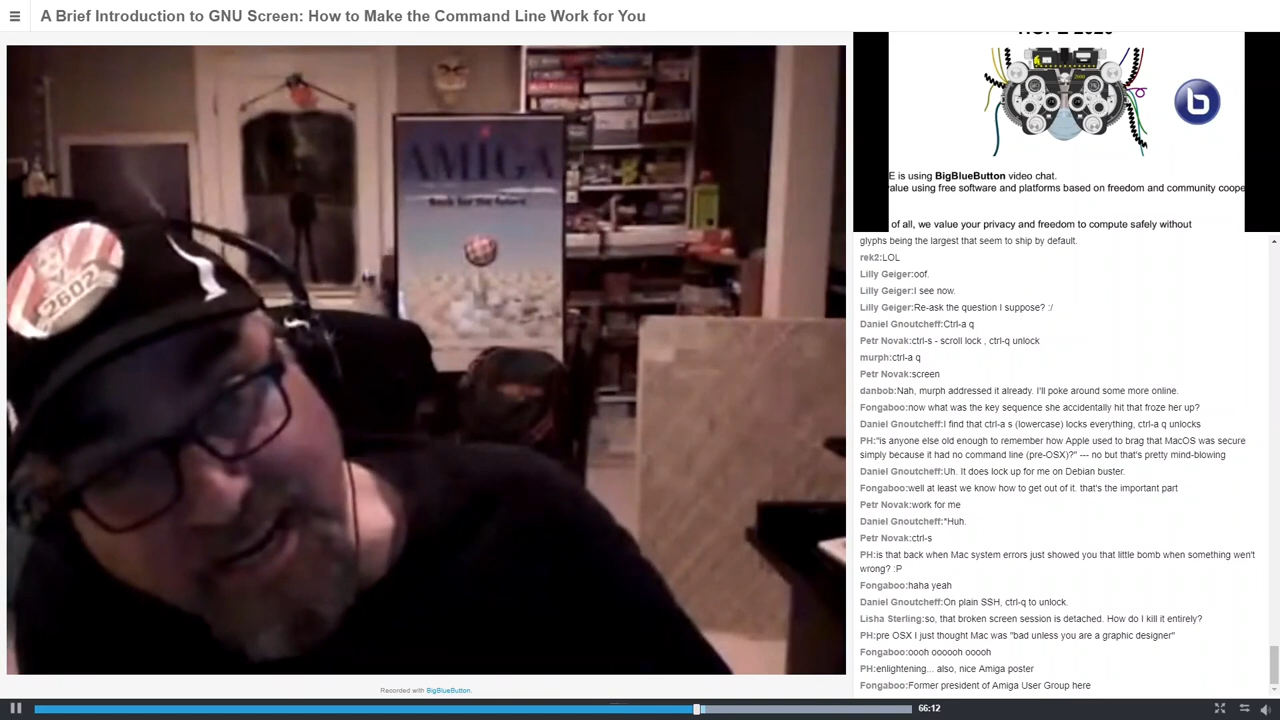 A Brief Introduction to GNU Screen: How to Make the Command Line Work for You
2600
AMIGA
Back for the Future
E is using BigBlueButton video chat.
alue using free software and platforms based on freedom and community coope
of all, we value your privacy and freedom to compute safely without
glyphs being the largest that seem to ship by default.
rek2:LOL
Lilly Geiger:oof.
Lilly Geiger:I see now.
Lilly Geiger:Re-ask the question I suppose? :/
Daniel Gnoutcheff:Ctrl-a q
Petr Novak:ctrl-s - scroll lock , ctrl-q unlock
murph:ctrl-a q
Petr Novak:screen
danbob:Nah, murph addressed it already. I'll poke around some more online.
Fongaboo:now what was the key sequence she accidentally hit that froze her up?
Daniel Gnoutcheff:I find that ctrl-a s (lowercase) locks everything, ctrl-a q unlocks
PH:"is anyone else old enough to remember how Apple used to brag that MacOS was secure
simply because it had no command line (pre-OSX)?" --- no but that's pretty mind-blowing
Daniel Gnoutcheff:Uh. It does lock up for me on Debian buster.
Fongaboo:well at least we know how to get out of it. that's the important part
Petr Novak:work for me
Daniel Gnoutcheff:*Huh.
Petr Novak:ctrl-s
PH:is that back when Mac system errors just showed you that little bomb when something wen't
wrong? :P
Fongaboo:haha yeah
Daniel Gnoutcheff:On plain SSH, ctrl-q to unlock.
Lisha Sterling:so, that broken screen session is detached. How do I kill it entirely?
PH:pre OSX I just thought Mac was "bad unless you are a graphic designer"
Fongaboo:oooh oooooh ooooh
PH:enlightening... also, nice Amiga poster
Fongaboo:Former president of Amiga User Group here
Recorded with BigBlueButton.
66:12